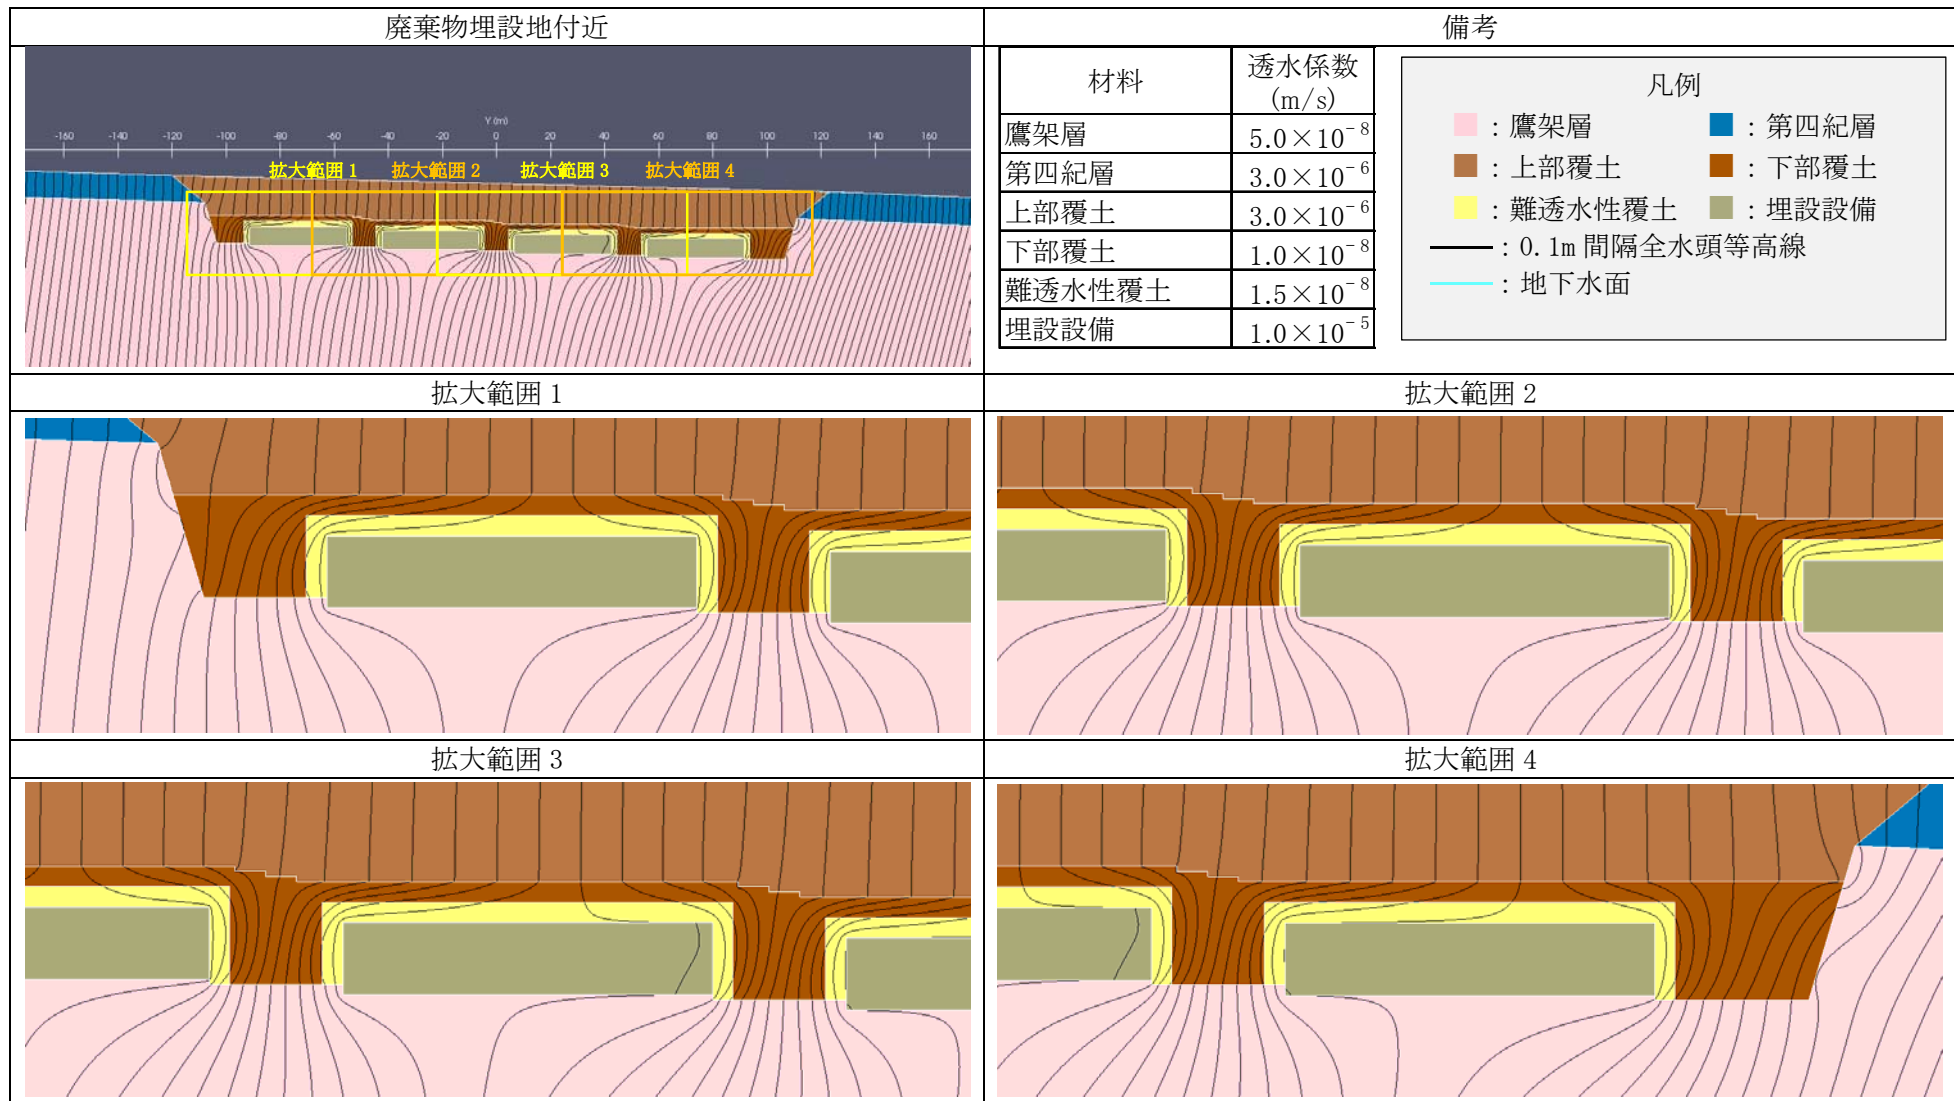 廃棄物埋設地付近
備考
Y (m)
-160 -140 -120 -100 -80 -60 -40 -20 0 20 40 60 80 100 120 140 160
拡大範囲 1 拡大範囲 2 拡大範囲 3 拡大範囲 4
材料 透水係数 (m/s)
鷹架層 5.0×10⁻⁸
第四紀層 3.0×10⁻⁶
上部覆土 3.0×10⁻⁶
下部覆土 1.0×10⁻⁸
難透水性覆土 1.5×10⁻⁸
埋設設備 1.0×10⁻⁵
凡例
：鷹架層 ：第四紀層
：上部覆土 ：下部覆土
：難透水性覆土 ：埋設設備
：0.1m 間隔全水頭等高線
：地下水面
拡大範囲 1
拡大範囲 2
拡大範囲 3
拡大範囲 4